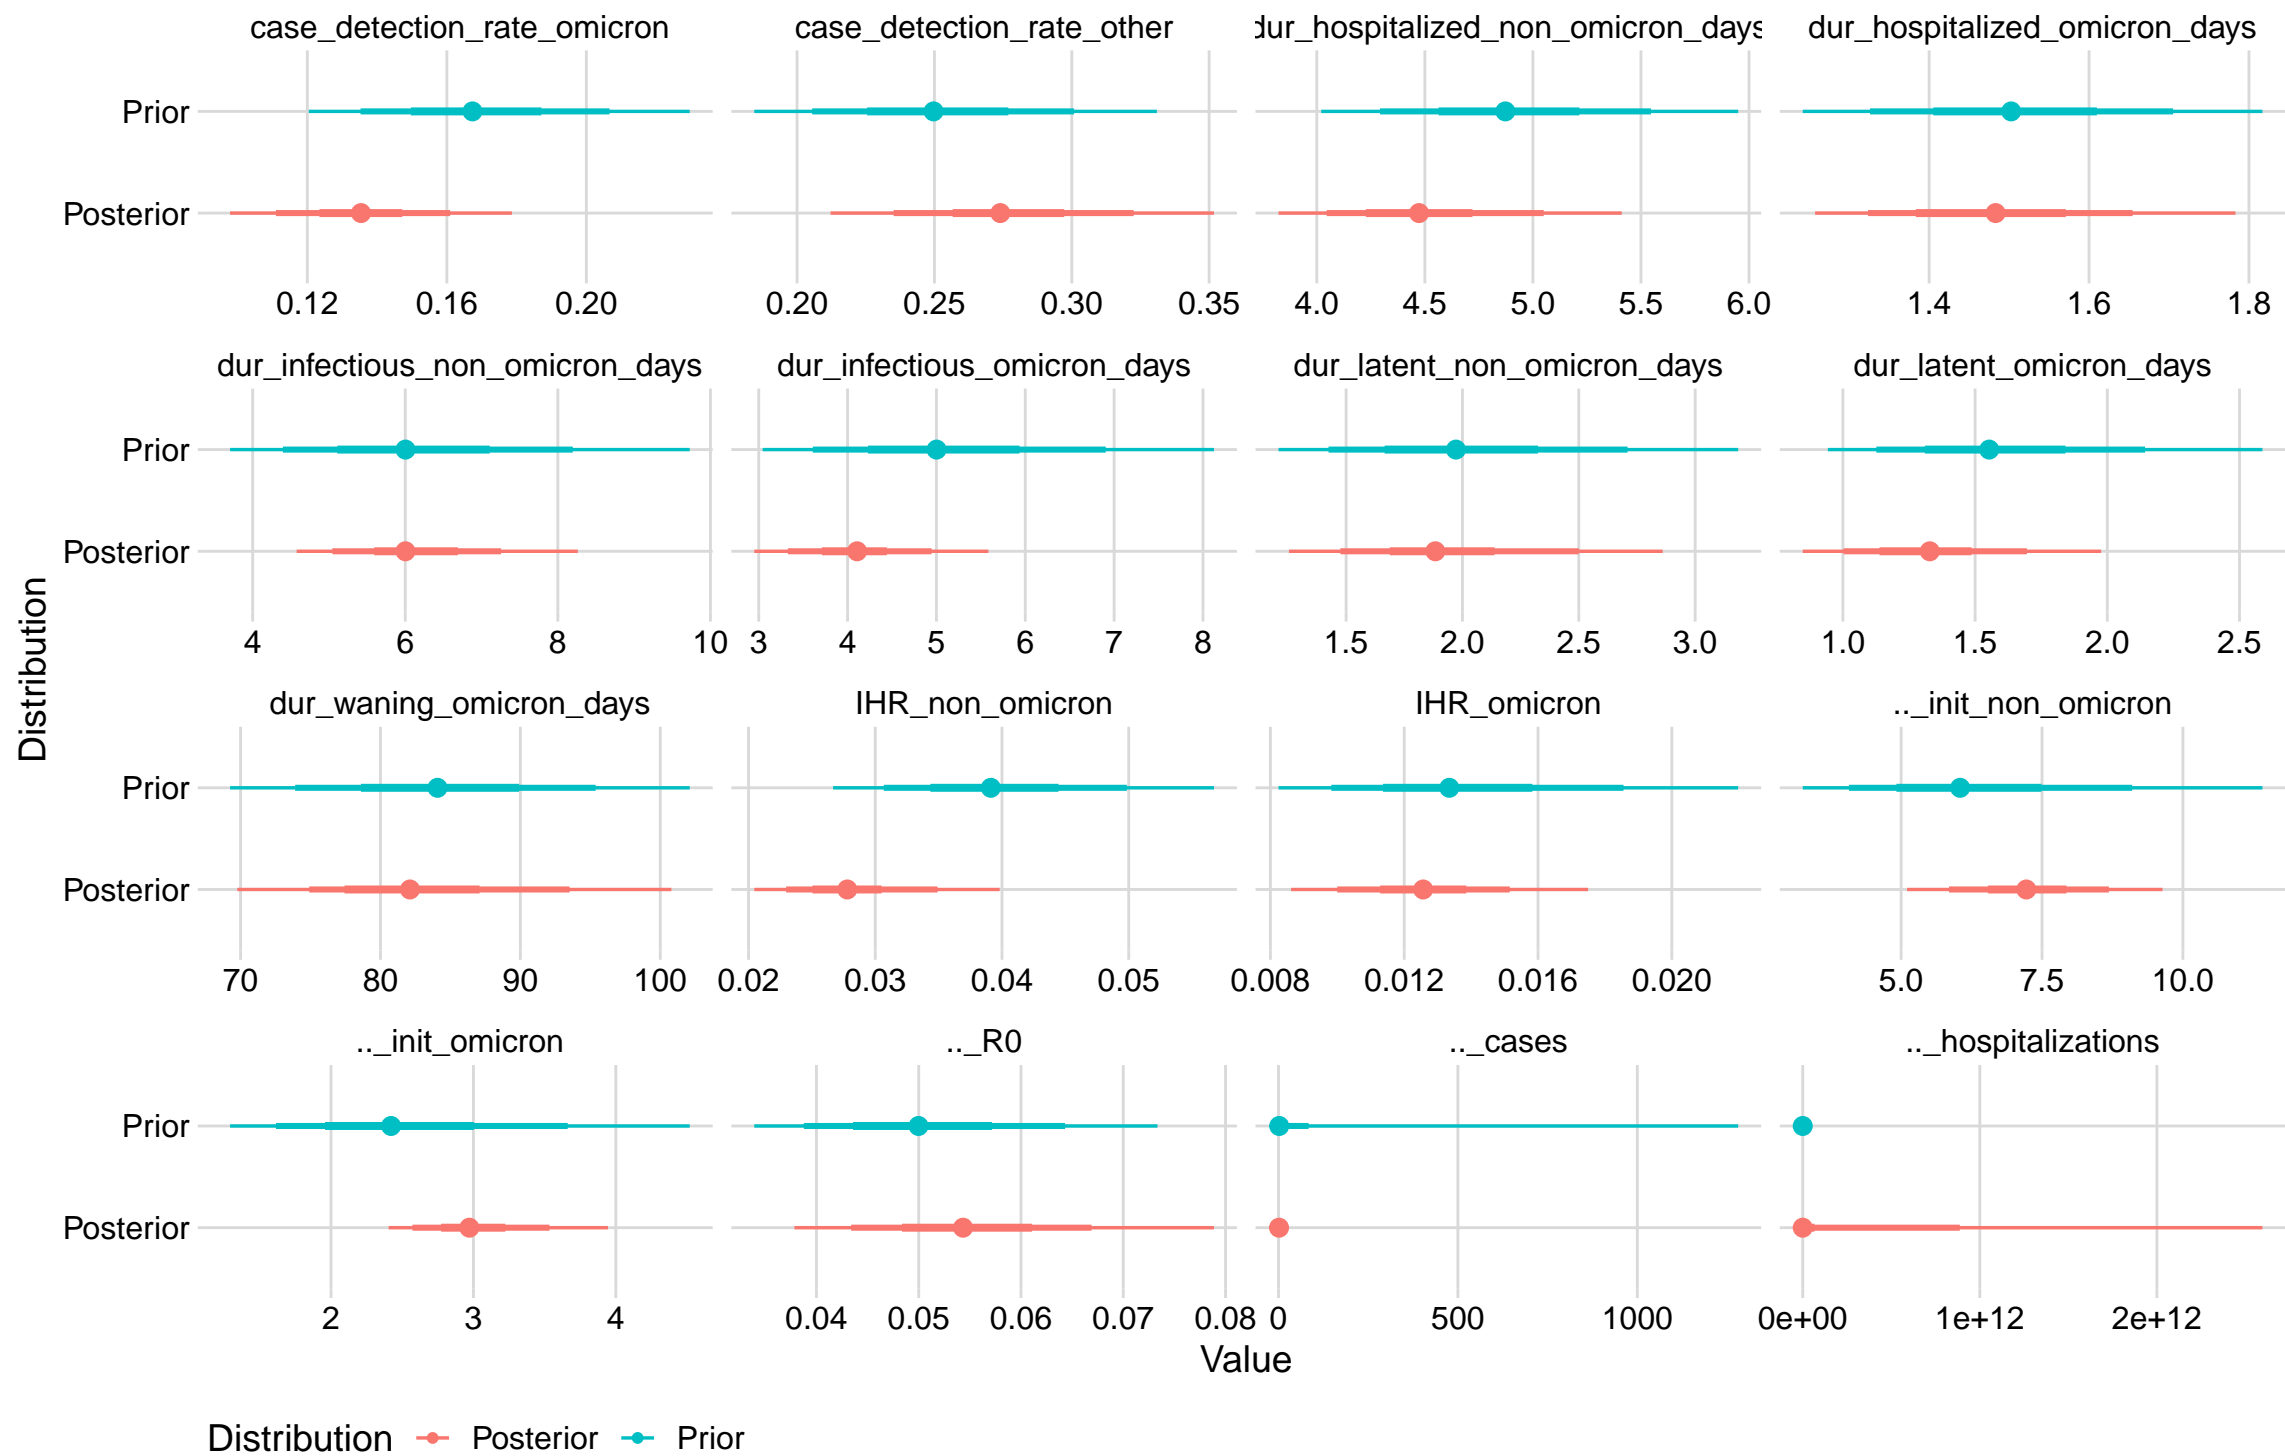 case_detection_rate_omicron case_detection_rate_other dur_hospitalized_non_omicron_days dur_hospitalized_omicron_days
Prior
Posterior
0.12 0.16 0.20 0.20 0.25 0.30 0.35 4.0 4.5 5.0 5.5 6.0 1.4 1.6 1.8
dur_infectious_non_omicron_days dur_infectious_omicron_days dur_latent_non_omicron_days dur_latent_omicron_days
Prior
Posterior
4 6 8 10 3 4 5 6 7 8 1.5 2.0 2.5 3.0 1.0 1.5 2.0 2.5
Distribution
dur_waning_omicron_days IHR_non_omicron IHR_omicron .._init_non_omicron
Prior
Posterior
70 80 90 100 0.02 0.03 0.04 0.05 0.008 0.012 0.016 0.020 5.0 7.5 10.0
.._init_omicron .._R0 .._cases .._hospitalizations
Prior
Posterior
2 3 4 0.04 0.05 0.06 0.07 0.08 0 500 1000 0e+00 1e+12 2e+12
Value
Distribution Posterior Prior